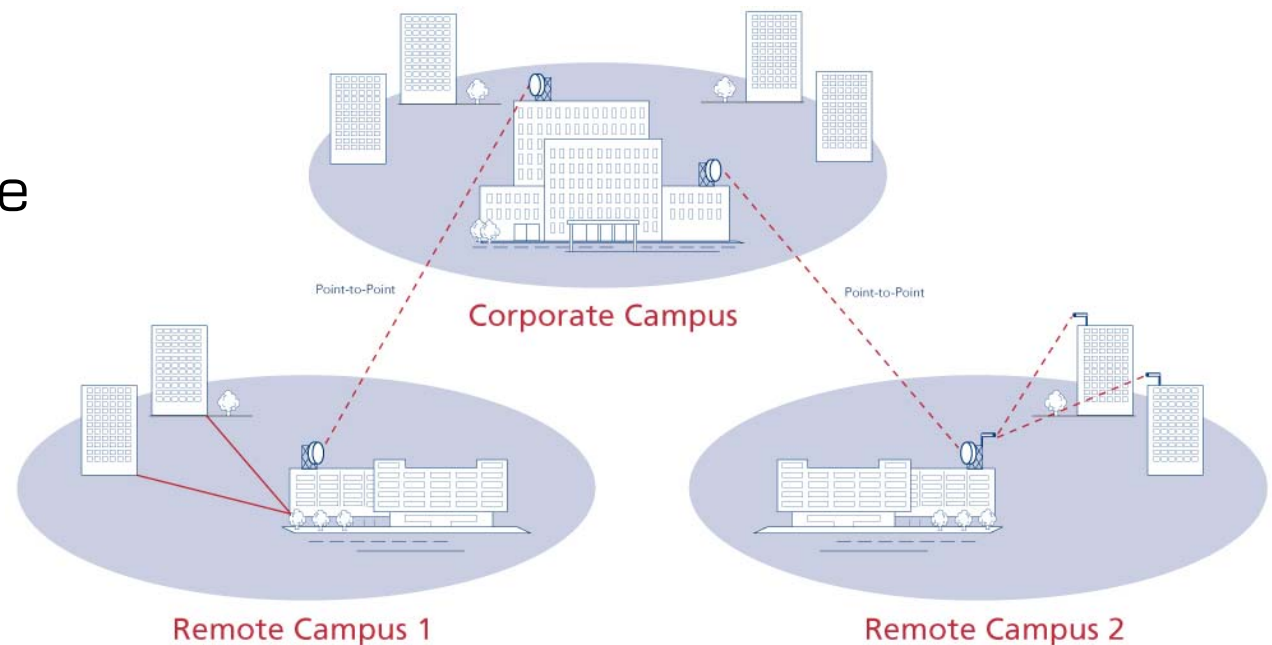 e
Point-to-Point
Point-to-Point
Corporate Campus
Remote Campus 1
Remote Campus 2